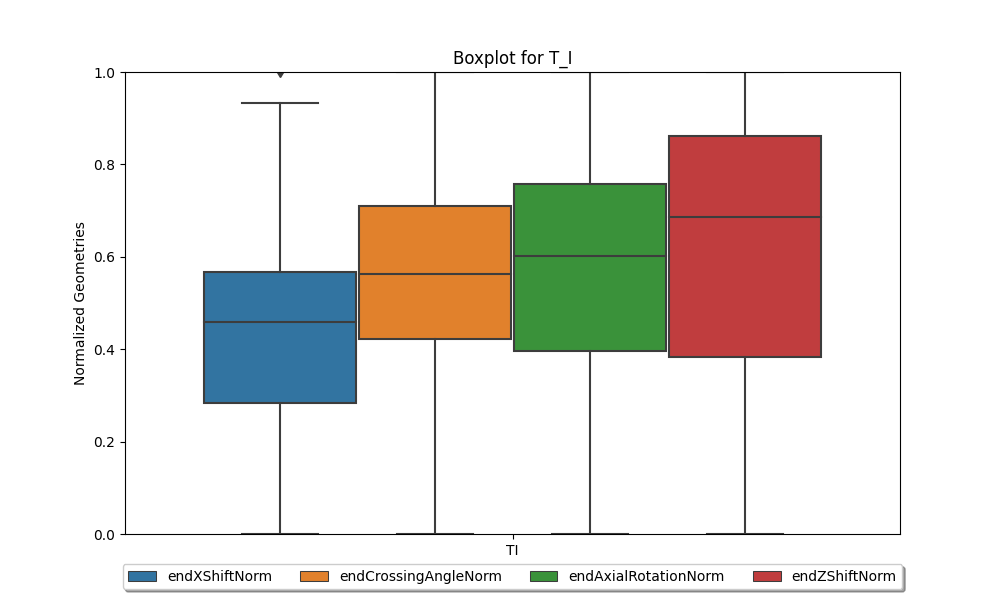 Boxplot for T_I
1.0
0.8
0.6
0.4
0.2
0.0
Normalized Geometries
TI
endXShiftNorm endCrossingAngleNorm endAxialRotationNorm endZShiftNorm